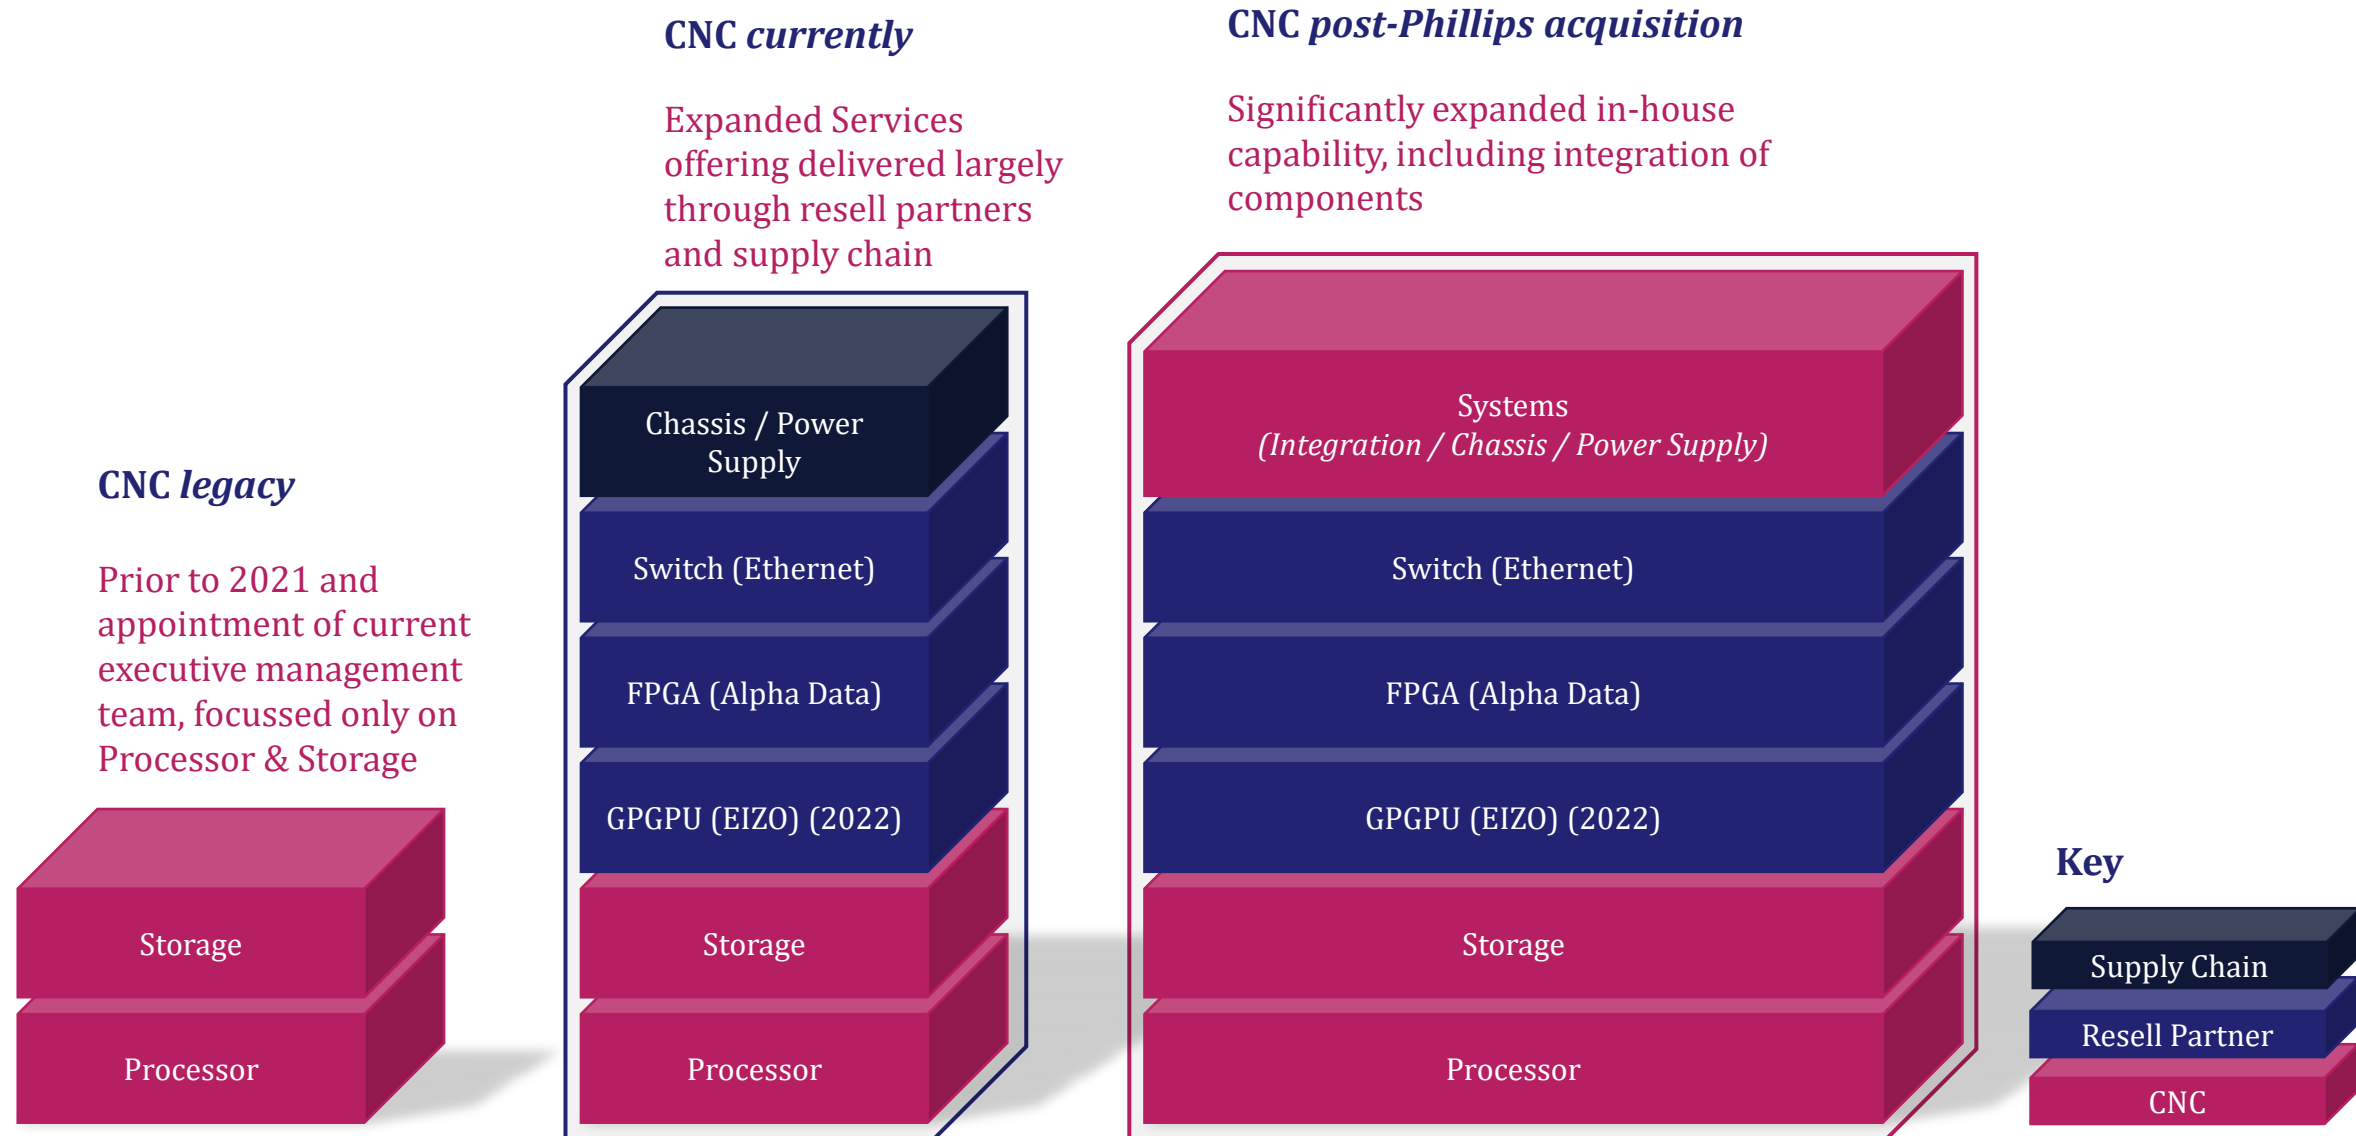 CNC legacy
Prior to 2021 and
appointment of current
executive management
team, focussed only on
Processor & Storage
Storage
Processor
CNC currently
Expanded Services
offering delivered largely
through resell partners
and supply chain
Chassis / Power
Supply
Switch (Ethernet)
FPGA (Alpha Data)
GPGPU (EIZO) (2022)
Storage
Processor
CNC post-Phillips acquisition
Significantly expanded in-house
capability, including integration of
components
Systems
(Integration / Chassis / Power Supply)
Switch (Ethernet)
FPGA (Alpha Data)
GPGPU (EIZO) (2022)
Storage
Processor
Key
Supply Chain
Resell Partner
CNC